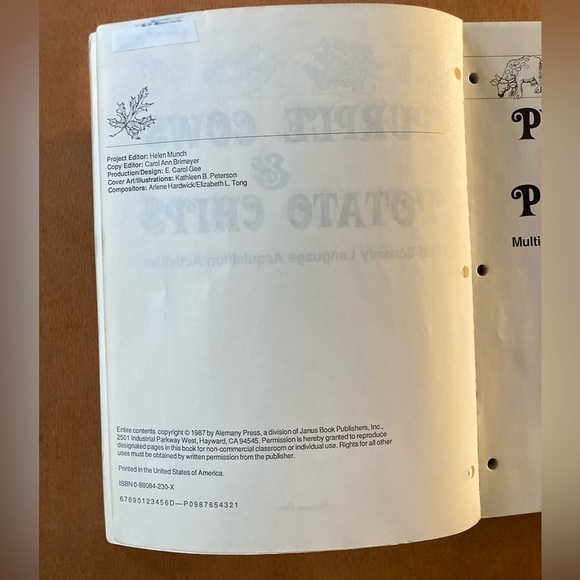 Project Editor: Helen Munch
Copy Editor: Carol Ann Brimeyer
Production/Design: E. Carol Gee
Cover Art/Illustrations: Kathleen B. Peterson
Compositors: Arlene Hardwick/Elizabeth L. Tong
Entire contents copyright © 1987 by Alemany Press, a division of Janus Book Publishers, Inc.,
2501 Industrial Parkway West, Hayward, CA 94545. Permission is hereby granted to reproduce
designated pages in this book for non-commercial classroom or individual use. Rights for all other
uses must be obtained by written permission from the publisher.
Printed in the United States of America.
ISBN 0-88084-230-X
67890123456D—P0987654321
P
P
Multi